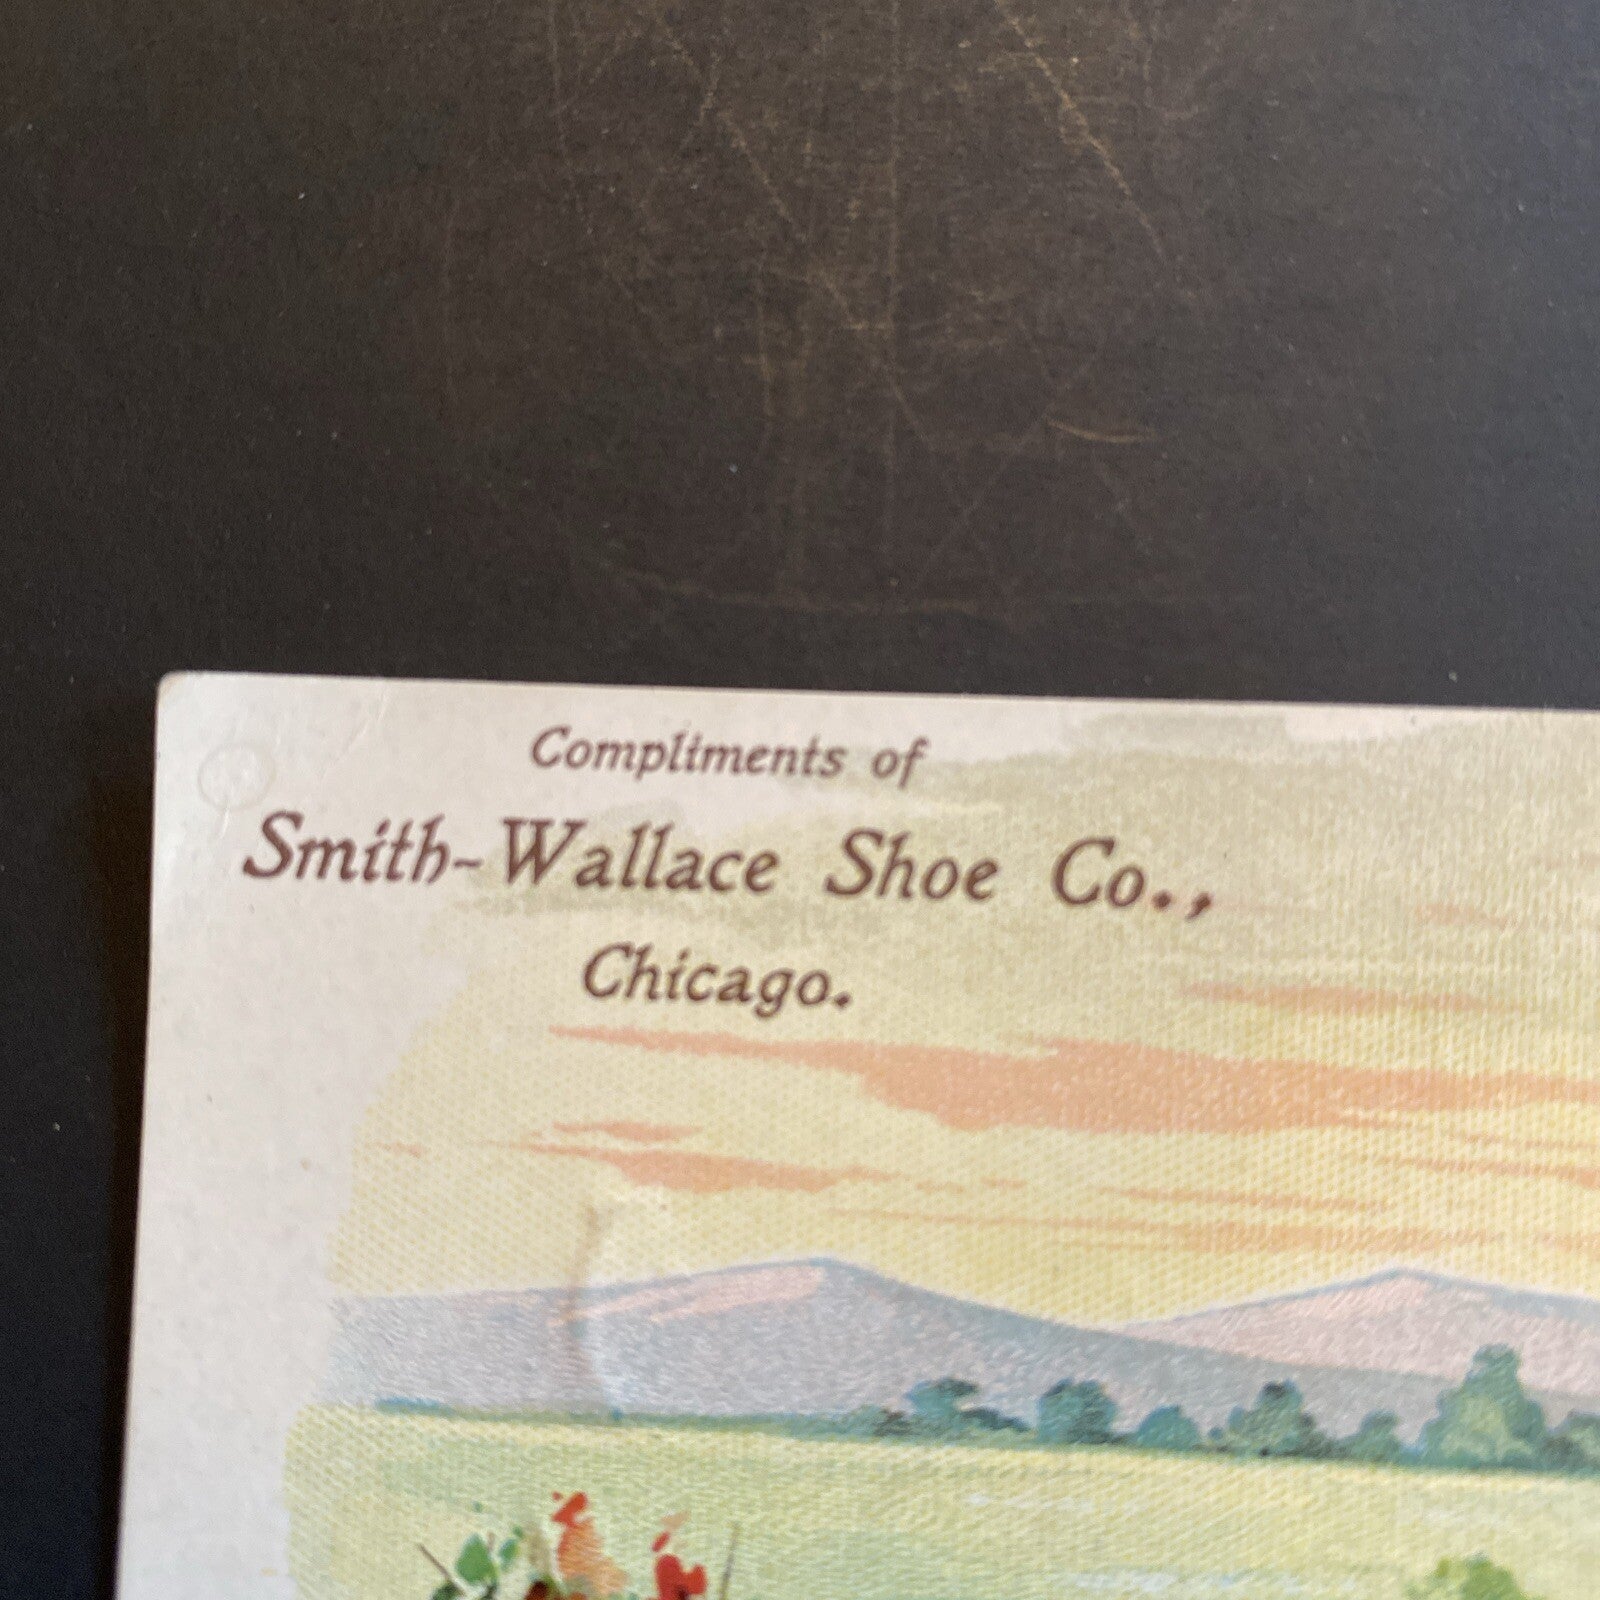 Compliments of
Smith-Wallace Shoe Co.,
Chicago.